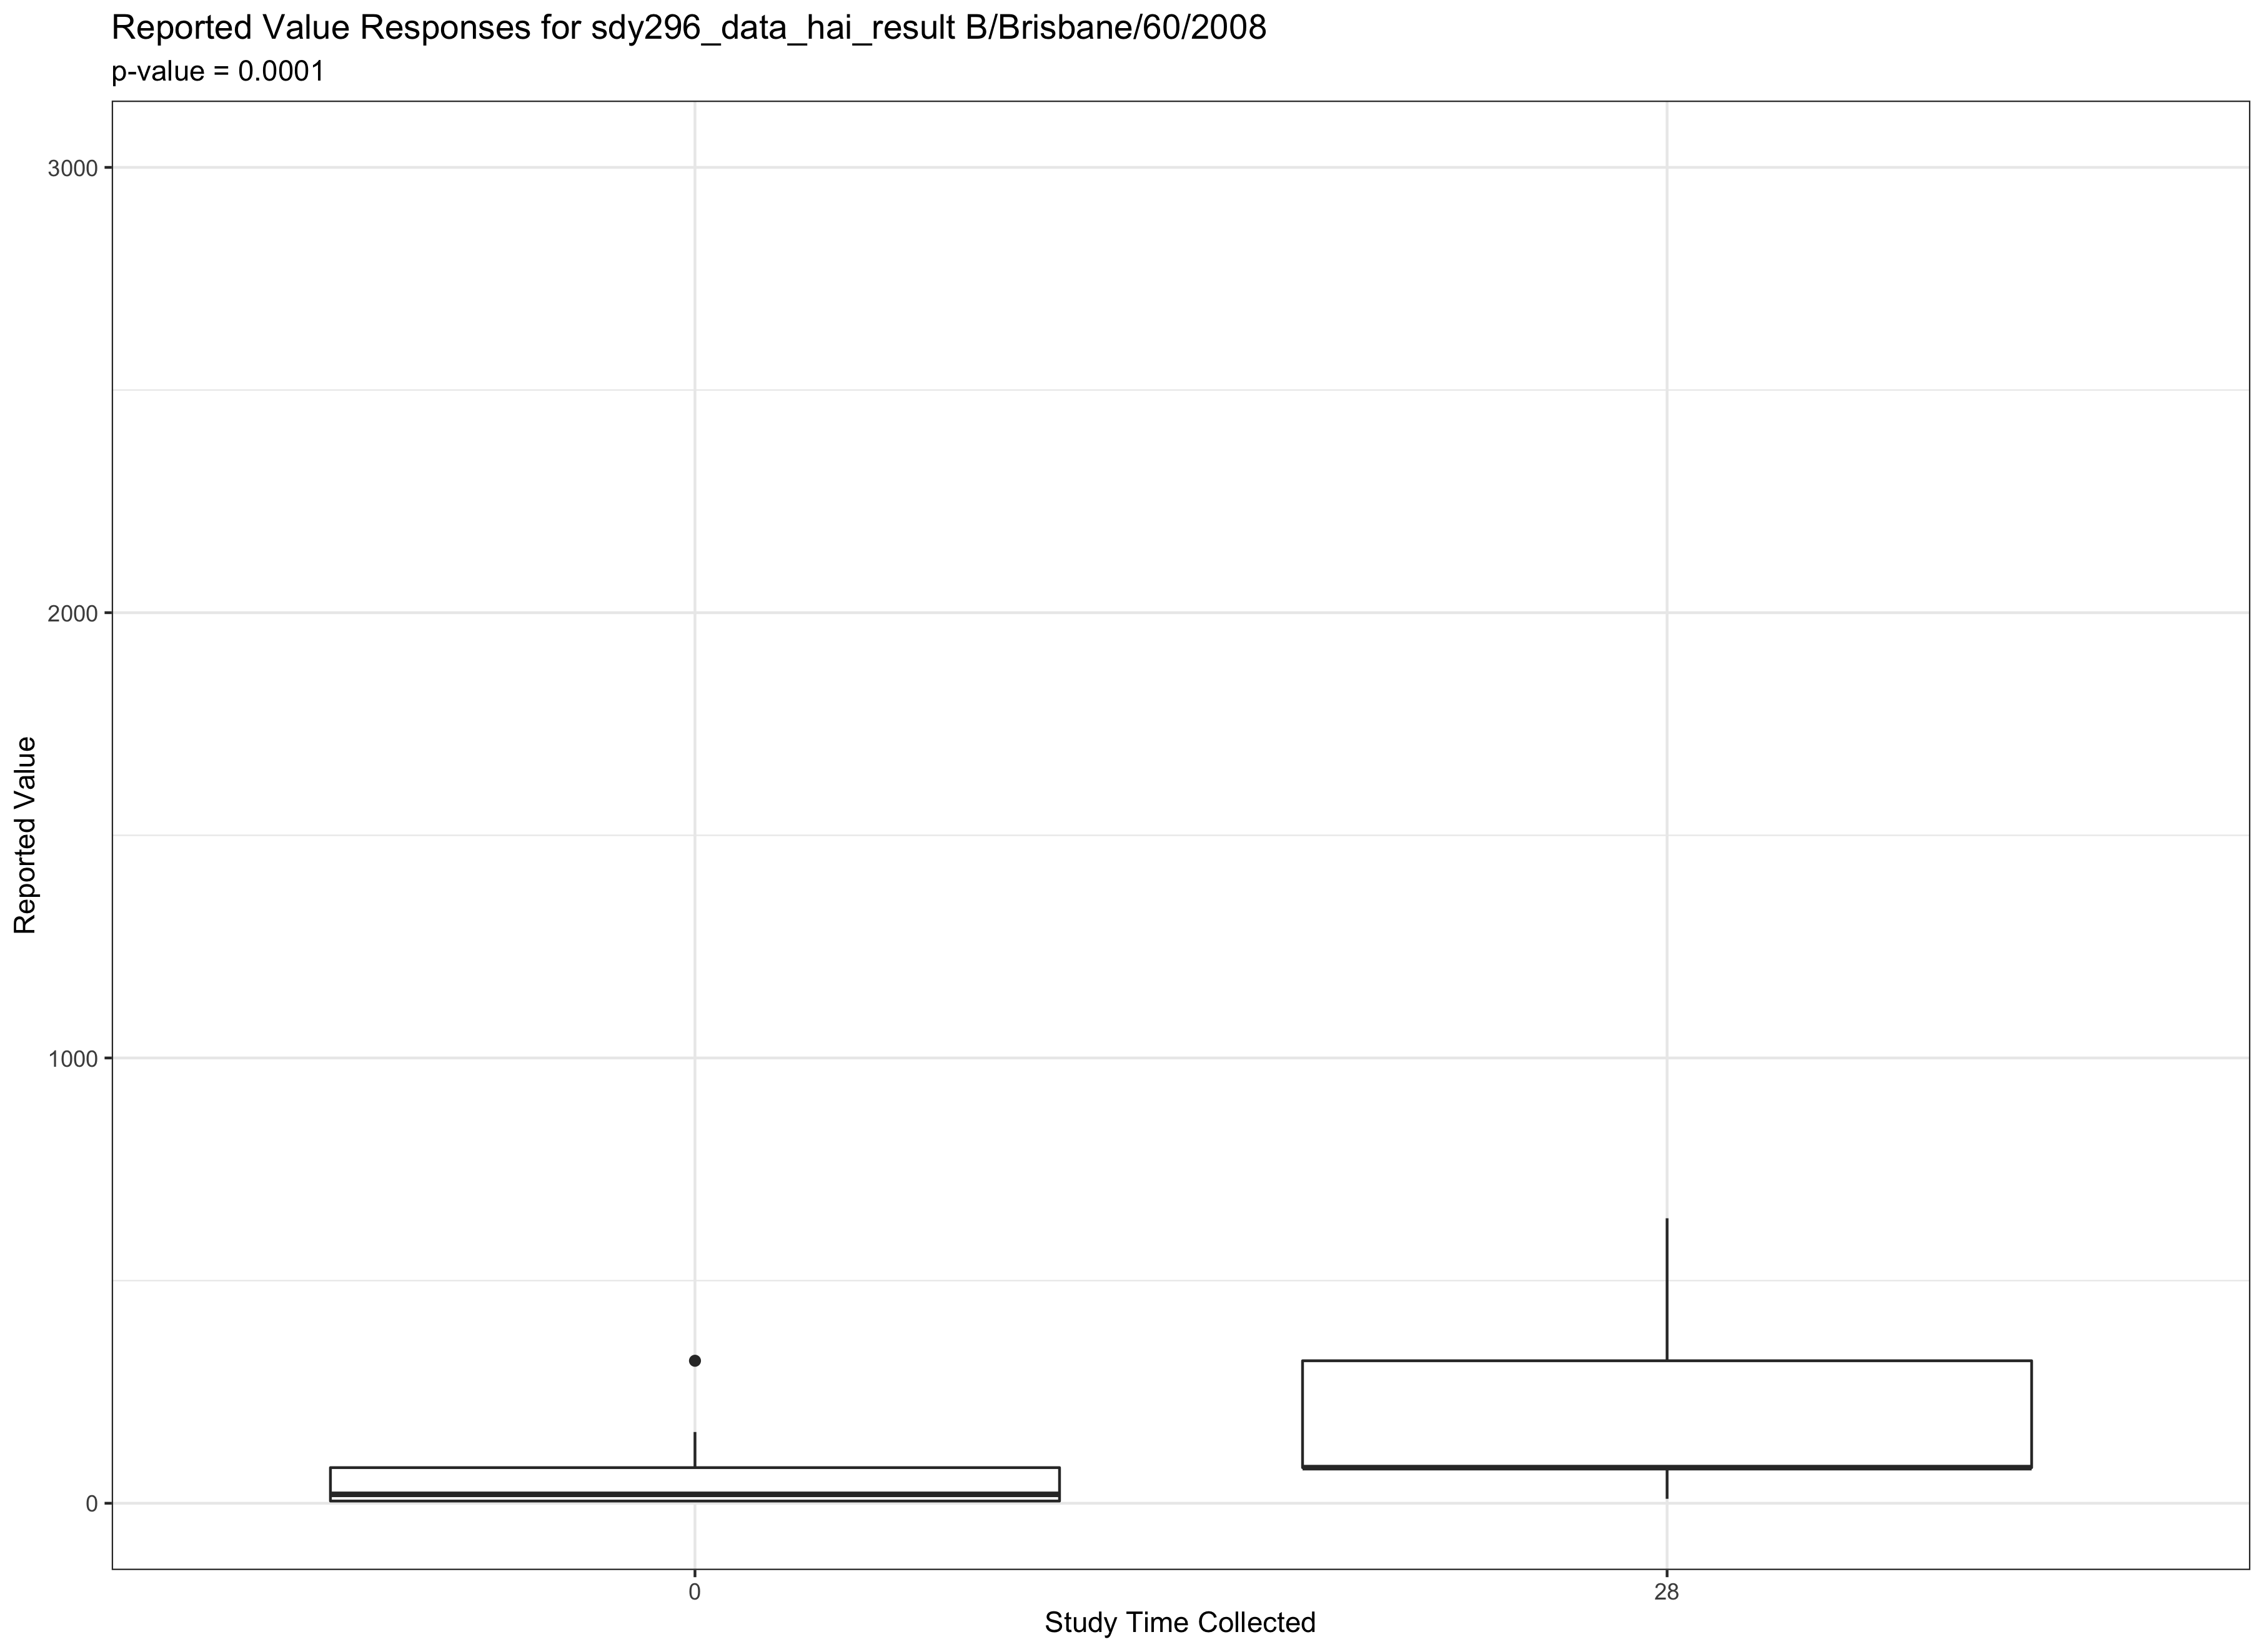 Reported Value Responses for sdy296_data_hai_result B/Brisbane/60/2008
p-value = 0.0001
Reported Value
3000
2000
1000
0
0
28
Study Time Collected